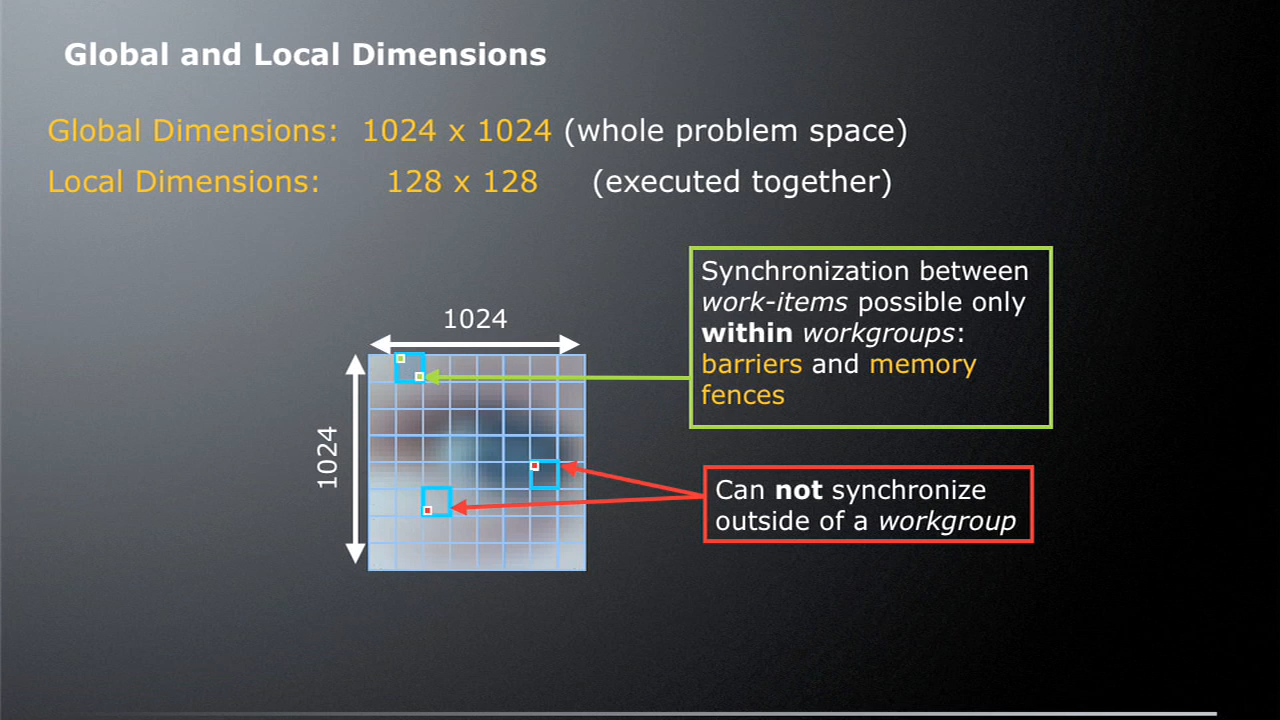 Global and Local Dimensions
Global Dimensions: 1024 x 1024 (whole problem space)
Local Dimensions: 128 x 128 (executed together)
Synchronization between
work-items possible only
within workgroups:
barriers and memory
fences
1024
1024
Can not synchronize
outside of a workgroup